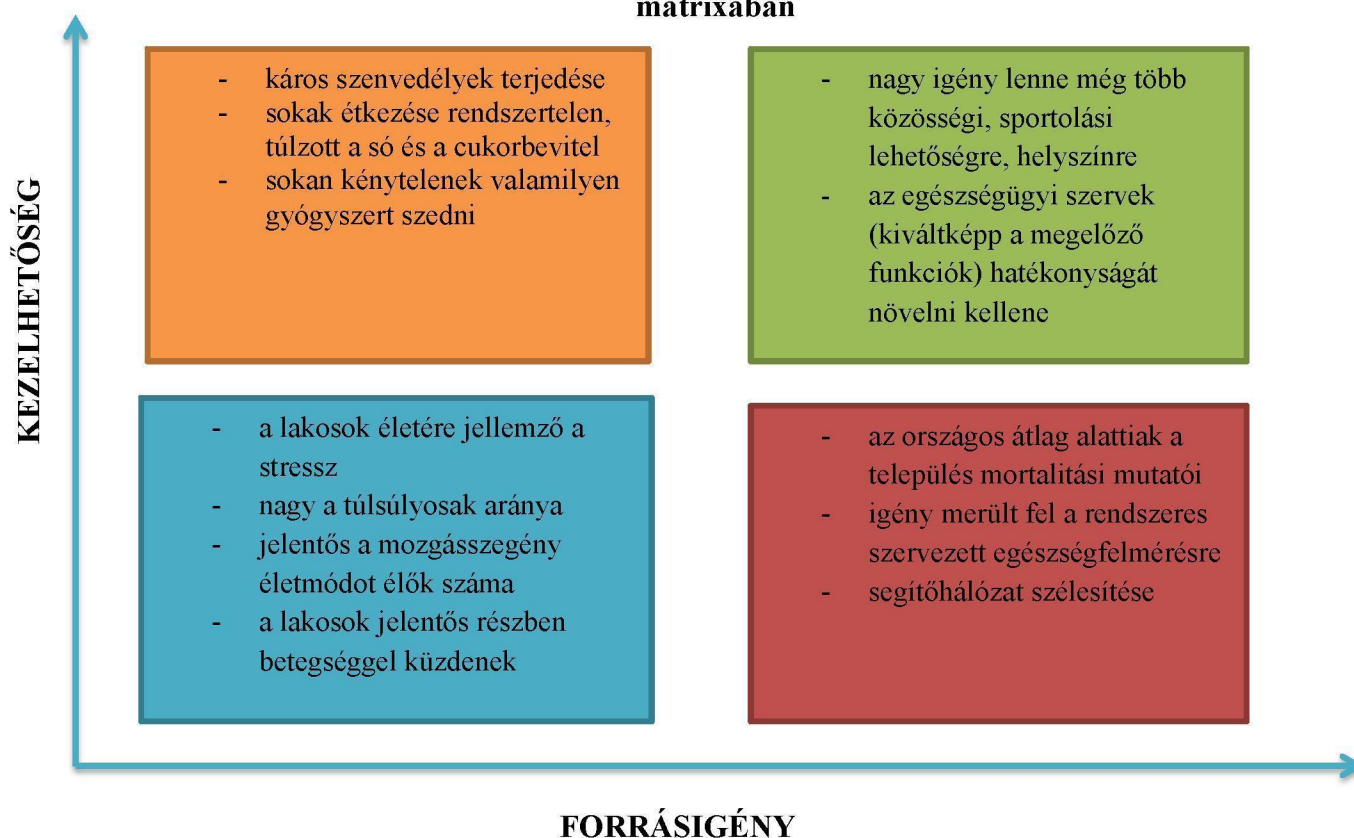 mátrixában
KEZELHETŐSÉG
- káros szenvedélyek terjedése
- sokak étkezése rendszertelen,
túlzott a só és a cukorbevitel
- sokan kénytelenek valamilyen
gyógyszert szedni
- nagy igény lenne még több
közösségi, sportolási
lehetőségre, helyszínre
- az egészségügyi szervek
(kiváltképp a megelőző
funkciók) hatékonyságát
növelni kellene
- a lakosok életére jellemző a
stressz
- nagy a túlsúlyosak aránya
- jelentős a mozgásszegény
életmódot élők száma
- a lakosok jelentős részben
betegséggel küzdenek
- az országos átlag alattiak a
település mortalitási mutatói
- igény merült fel a rendszeres
szervezett egészségfelmérésre
- segítőhálózat szélesítése
FORRÁSIGÉNY